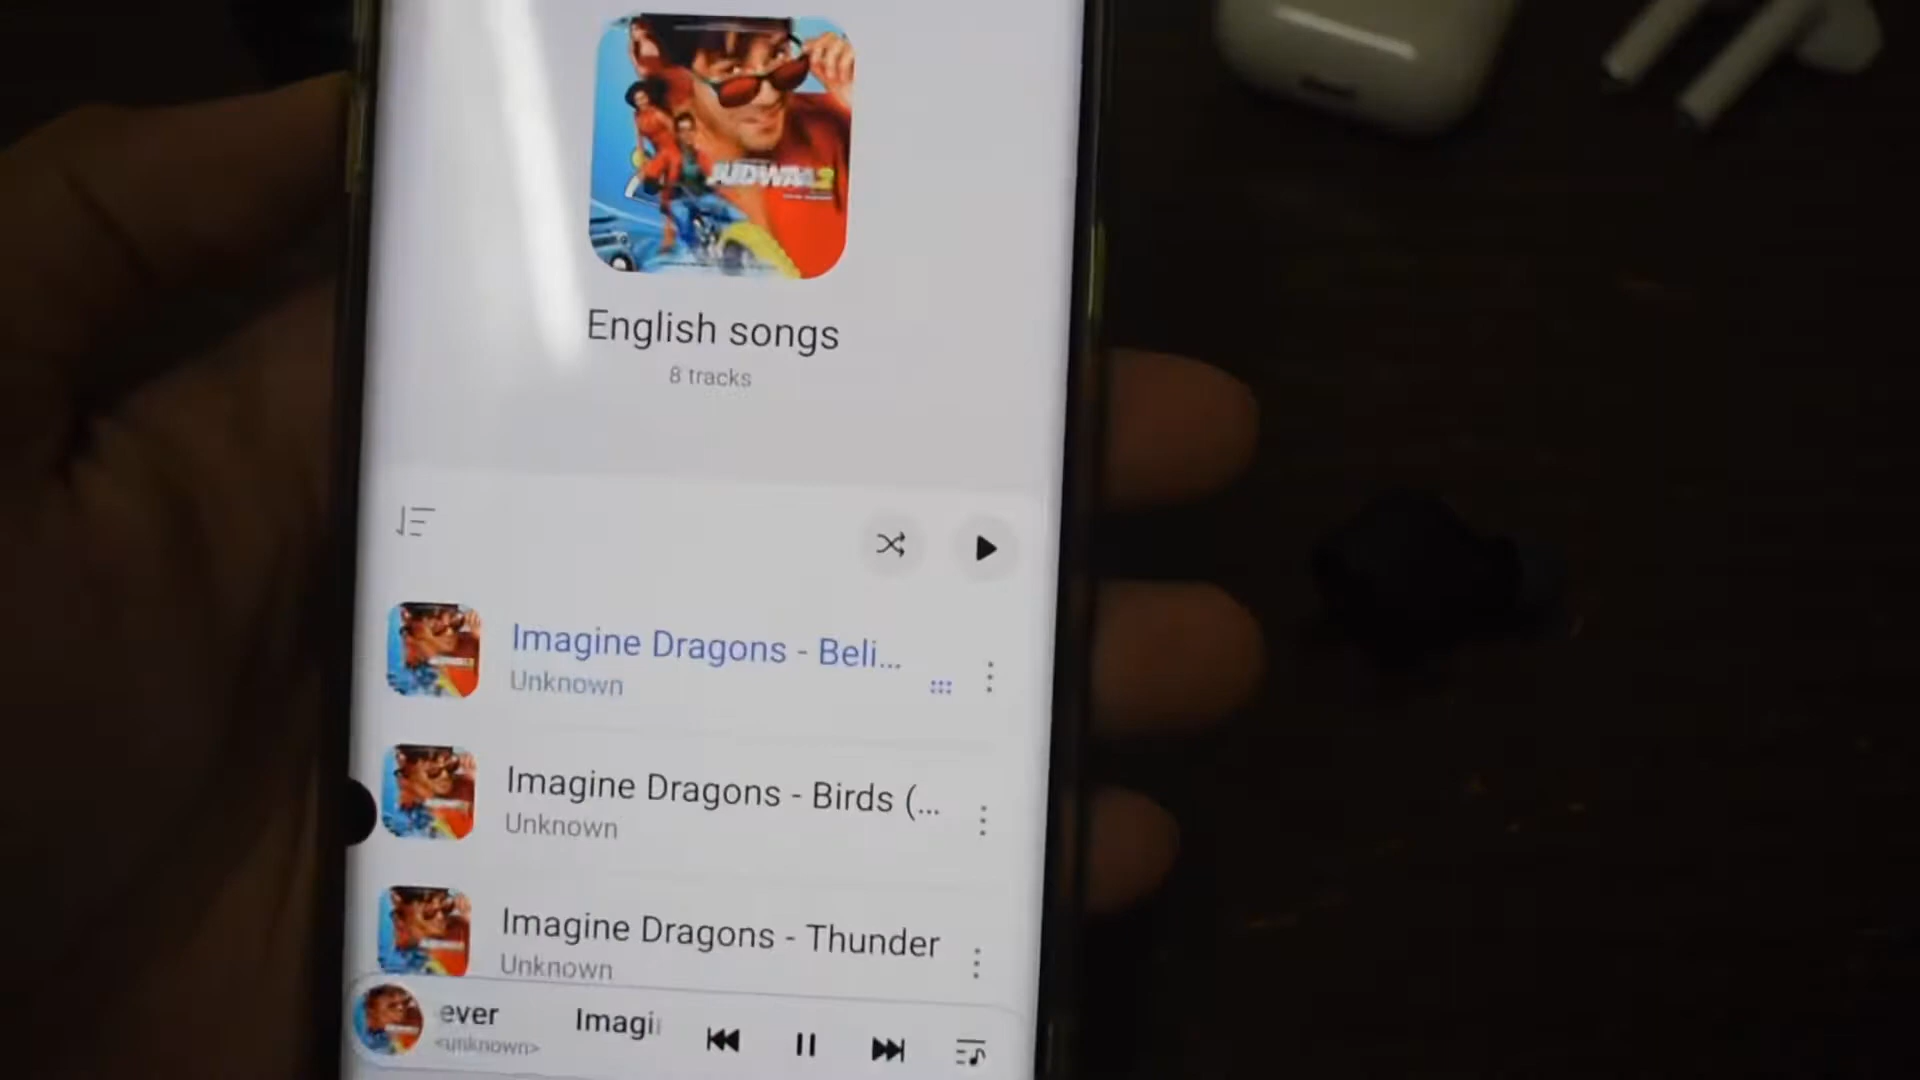 JUDWAA 2
English songs
8 tracks
Imagine Dragons - Beli...
Unknown
Imagine Dragons - Birds (...
Unknown
Imagine Dragons - Thunder
Unknown
ever Imagi
<unknown>